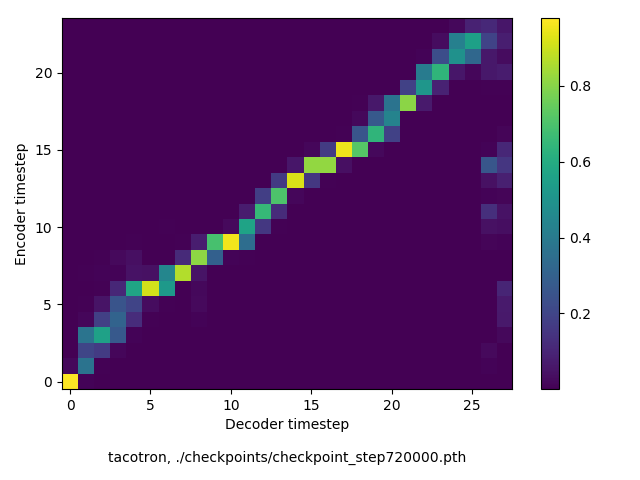 20
15
10
5
0
Encoder timestep
0 5 10 15 20 25
Decoder timestep
0.8
0.6
0.4
0.2
tacotron, ./checkpoints/checkpoint_step720000.pth